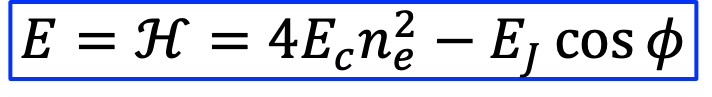 E = ℋ = 4E_c n_e^2 − E_J cos ϕ